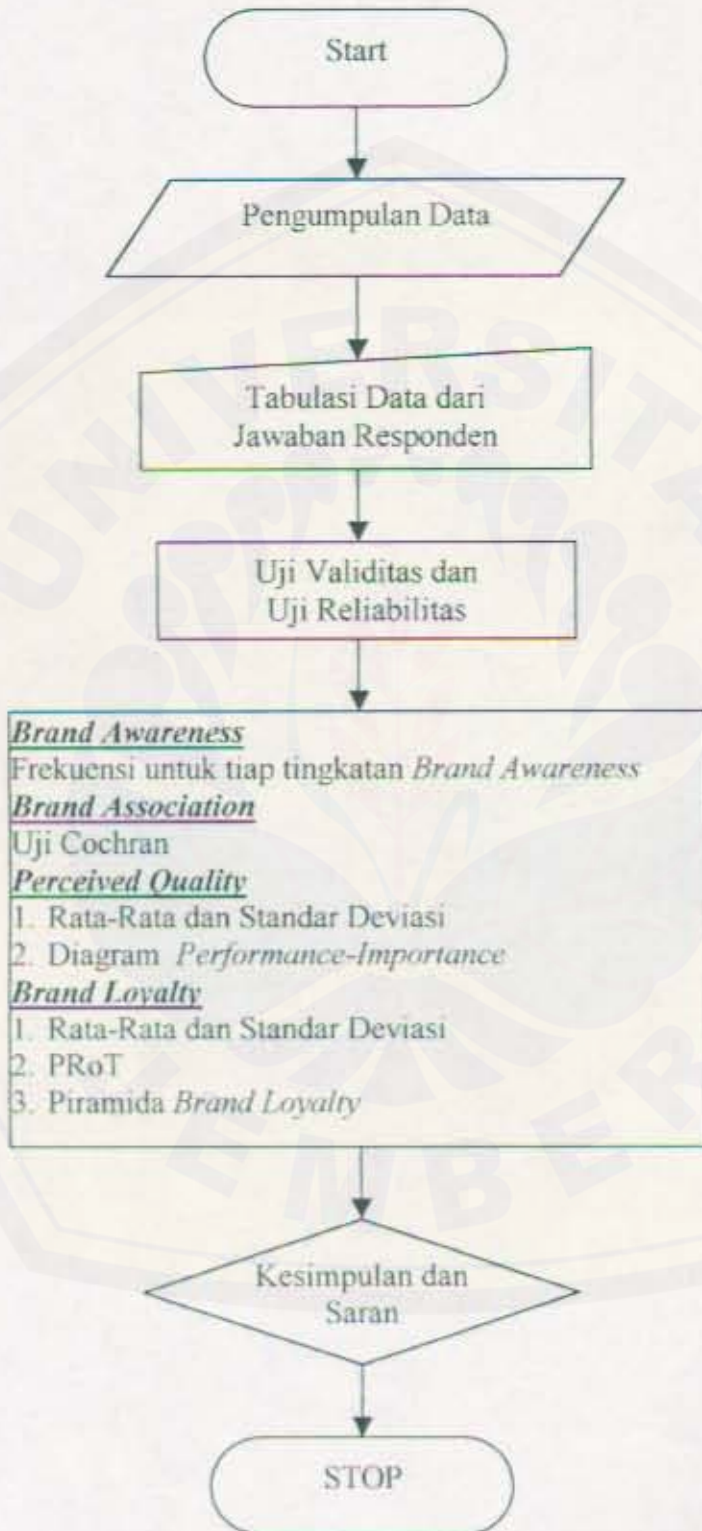 Start
Pengumpulan Data
Tabulasi Data dari
Jawaban Responden
Uji Validitas dan
Uji Reliabilitas
Brand Awareness
Frekuensi untuk tiap tingkatan Brand Awareness
Brand Association
Uji Cochran
Perceived Quality
1. Rata-Rata dan Standar Deviasi
2. Diagram Performance-Importance
Brand Loyalty
1. Rata-Rata dan Standar Deviasi
2. PRoT
3. Piramida Brand Loyalty
Kesimpulan dan
Saran
STOP
UNIVERSITA
EMBER